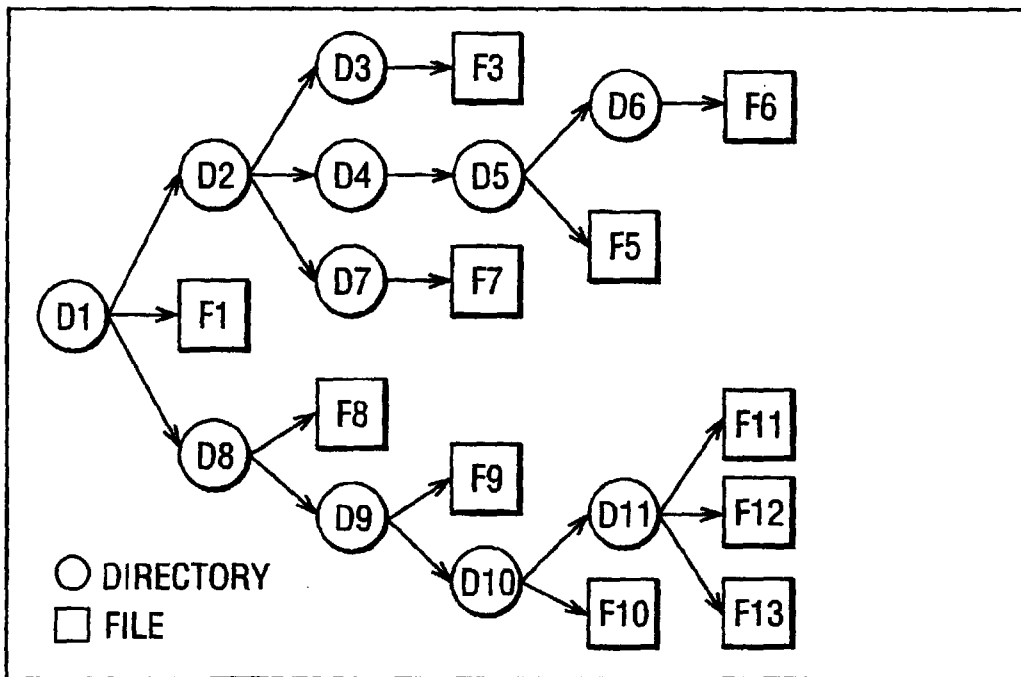 D3 F3
D6 F6
D2 D4 D5
F5
D7 F7
D1 F1
F8 F11
D8 F9
D9 D11 F12
D10 F10 F13
DIRECTORY
FILE